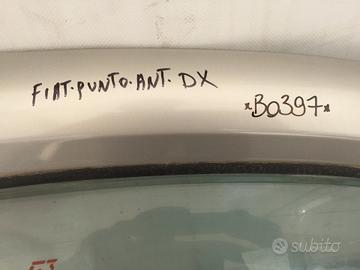 FIAT·PUNTO·ANT· DX
*B0397*
subito